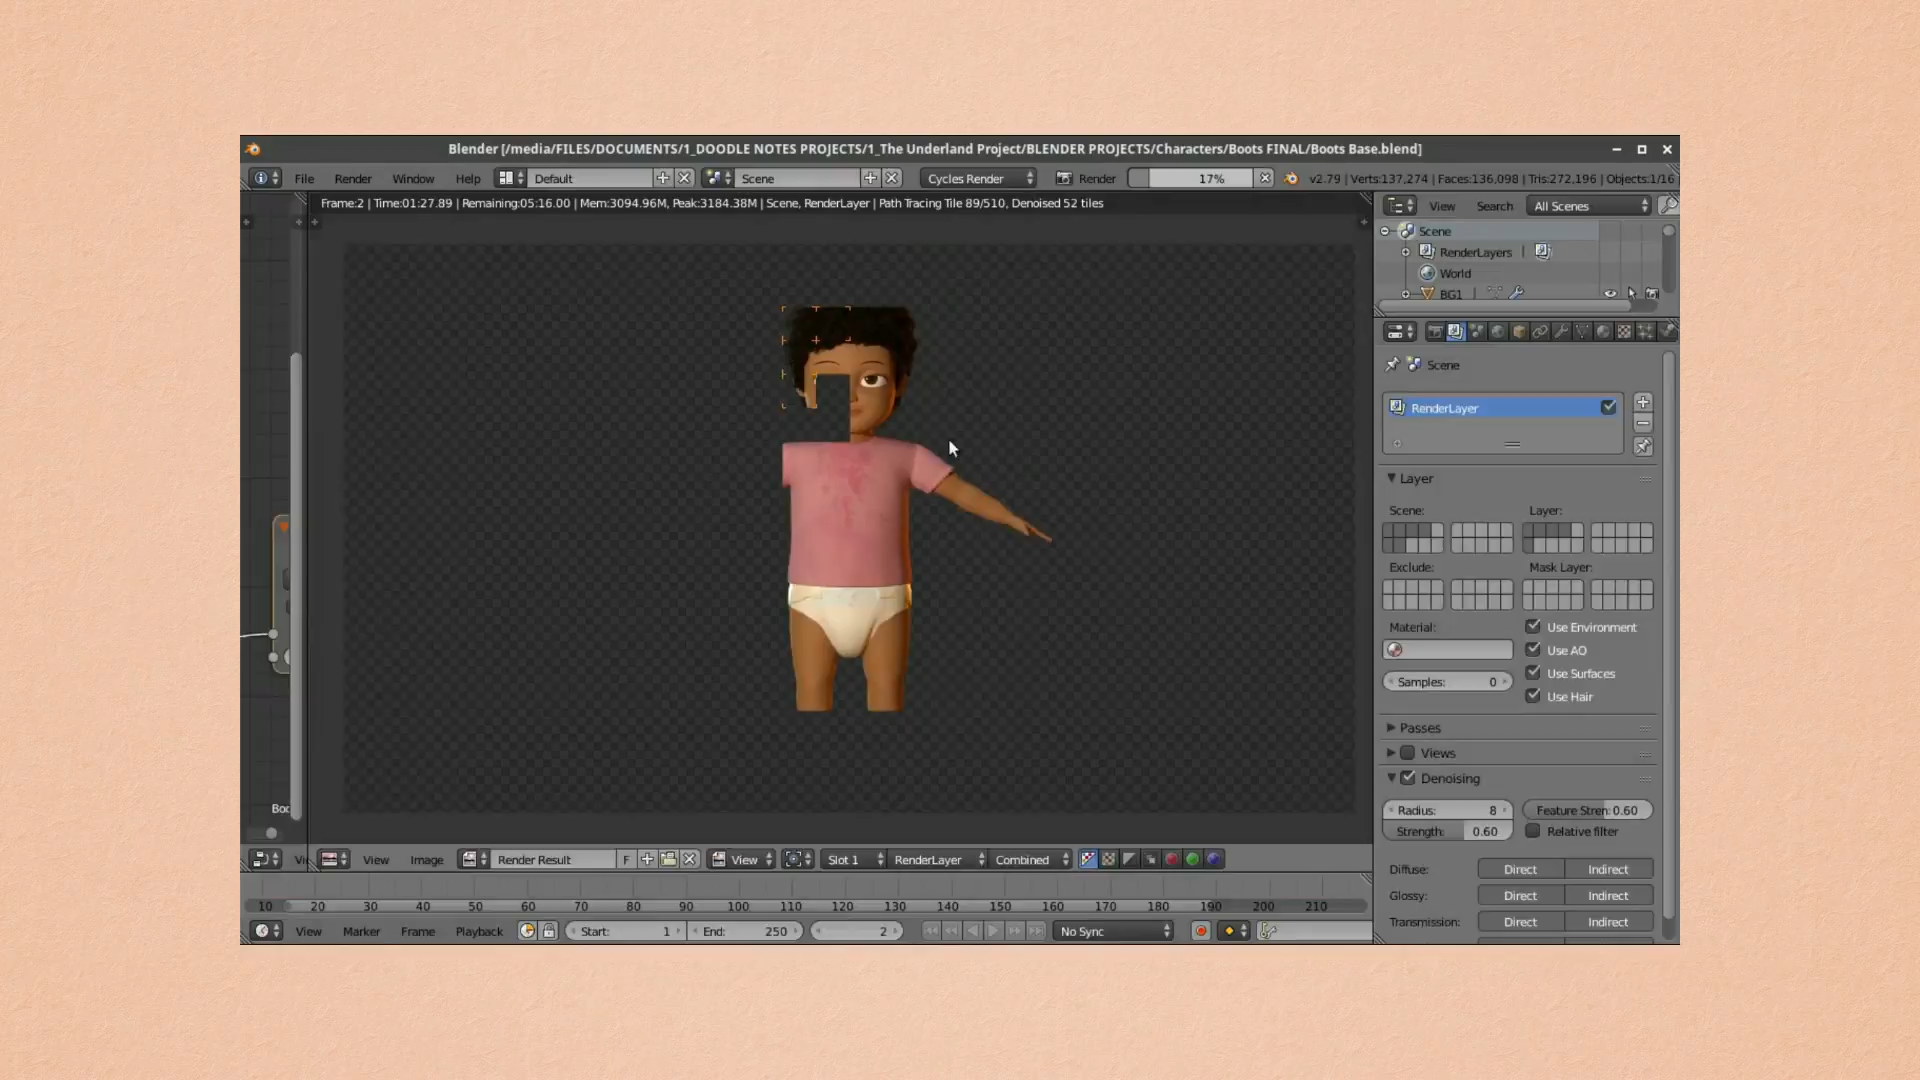 Blender [/media/FILES/DOCUMENTS/1_DOODLE NOTES PROJECTS/1_The Underland Project/BLENDER PROJECTS/Characters/Boots FINAL/Boots Base.blend]
File Render Window Help Default Scene Cycles Render Render 17% v2.79 | Verts:137,274 | Faces:136,098 | Tris:272,196 | Objects:1/16
Frame:2 | Time:01:27.89 | Remaining:05:16.00 | Mem:3094.96M, Peak:3184.38M | Scene, RenderLayer | Path Tracing Tile 89/510, Denoised 52 tiles
View Search All Scenes
Scene
RenderLayers
World
BG1
Scene
RenderLayer
Layer
Scene: Layer:
Exclude: Mask Layer:
Material: Use Environment
Use AO
Samples: 0 Use Surfaces
Use Hair
Passes
Views
Denoising
Radius: 8 Feature Stren: 0.60
Strength: 0.60 Relative filter
Diffuse: Direct Indirect
Glossy: Direct Indirect
Transmission: Direct Indirect
View Image Render Result F View Slot 1 RenderLayer Combined
10 20 30 40 50 60 70 80 90 100 110 120 130 140 150 160 170 180 190 200 210
View Marker Frame Playback Start: 1 End: 250 2 No Sync